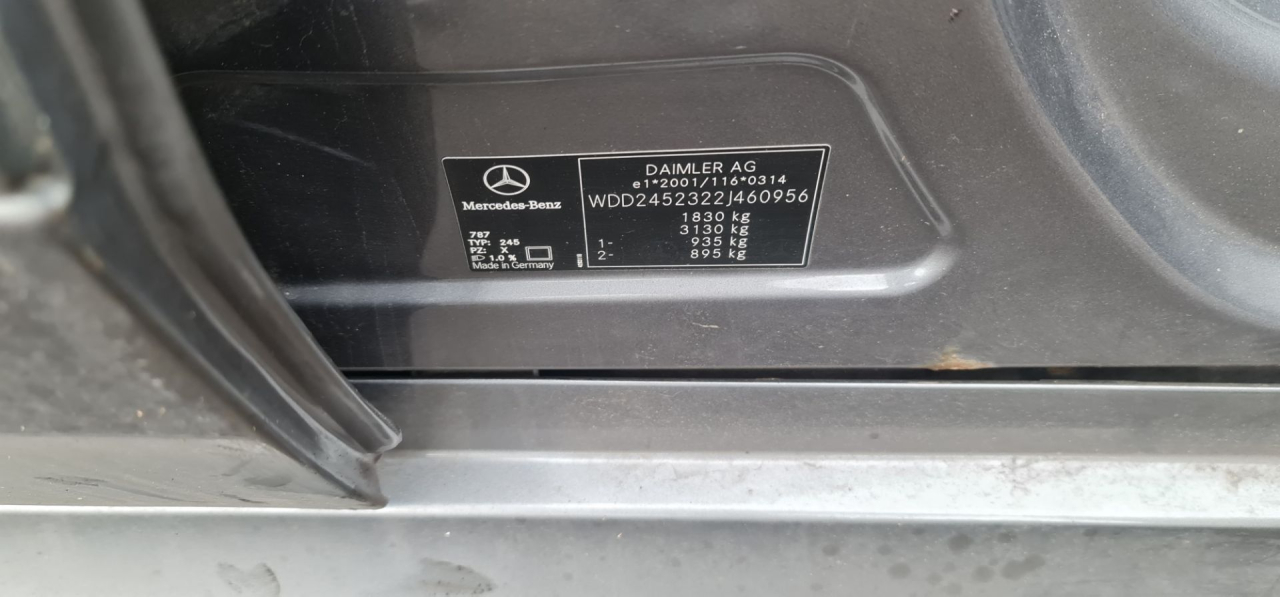 Mercedes-Benz
787
TYP: 245
PZ: X
1.0 %
Made in Germany
DAIMLER AG
e1*2001/116*0314
WDD2452322J460956
1830 kg
3130 kg
1- 935 kg
2- 895 kg